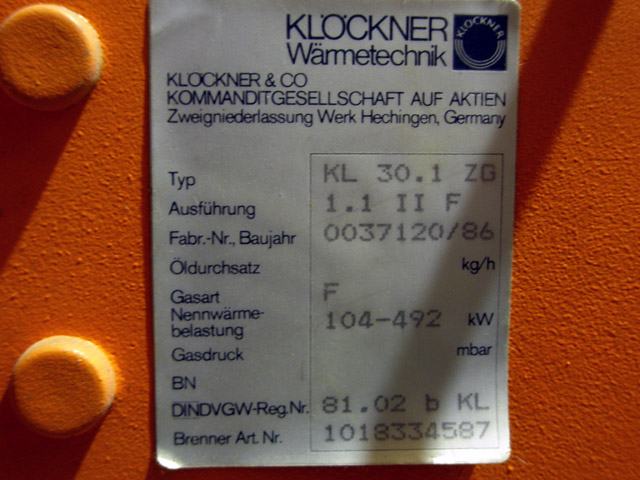 KLÖCKNER
Wärmetechnik
KLÖCKNER
KLÖCKNER & CO
KOMMANDITGESELLSCHAFT AUF AKTIEN
Zweigniederlassung Werk Hechingen, Germany
Typ KL 30.1 ZG
Ausführung 1.1 II F
Fabr.-Nr., Baujahr 0037120/86
Öldurchsatz kg/h
Gasart F
Nennwärme-
belastung 104-492 kW
Gasdruck mbar
BN
DINDVGW-Reg.Nr. 81.02 b KL
Brenner Art. Nr. 1018334587